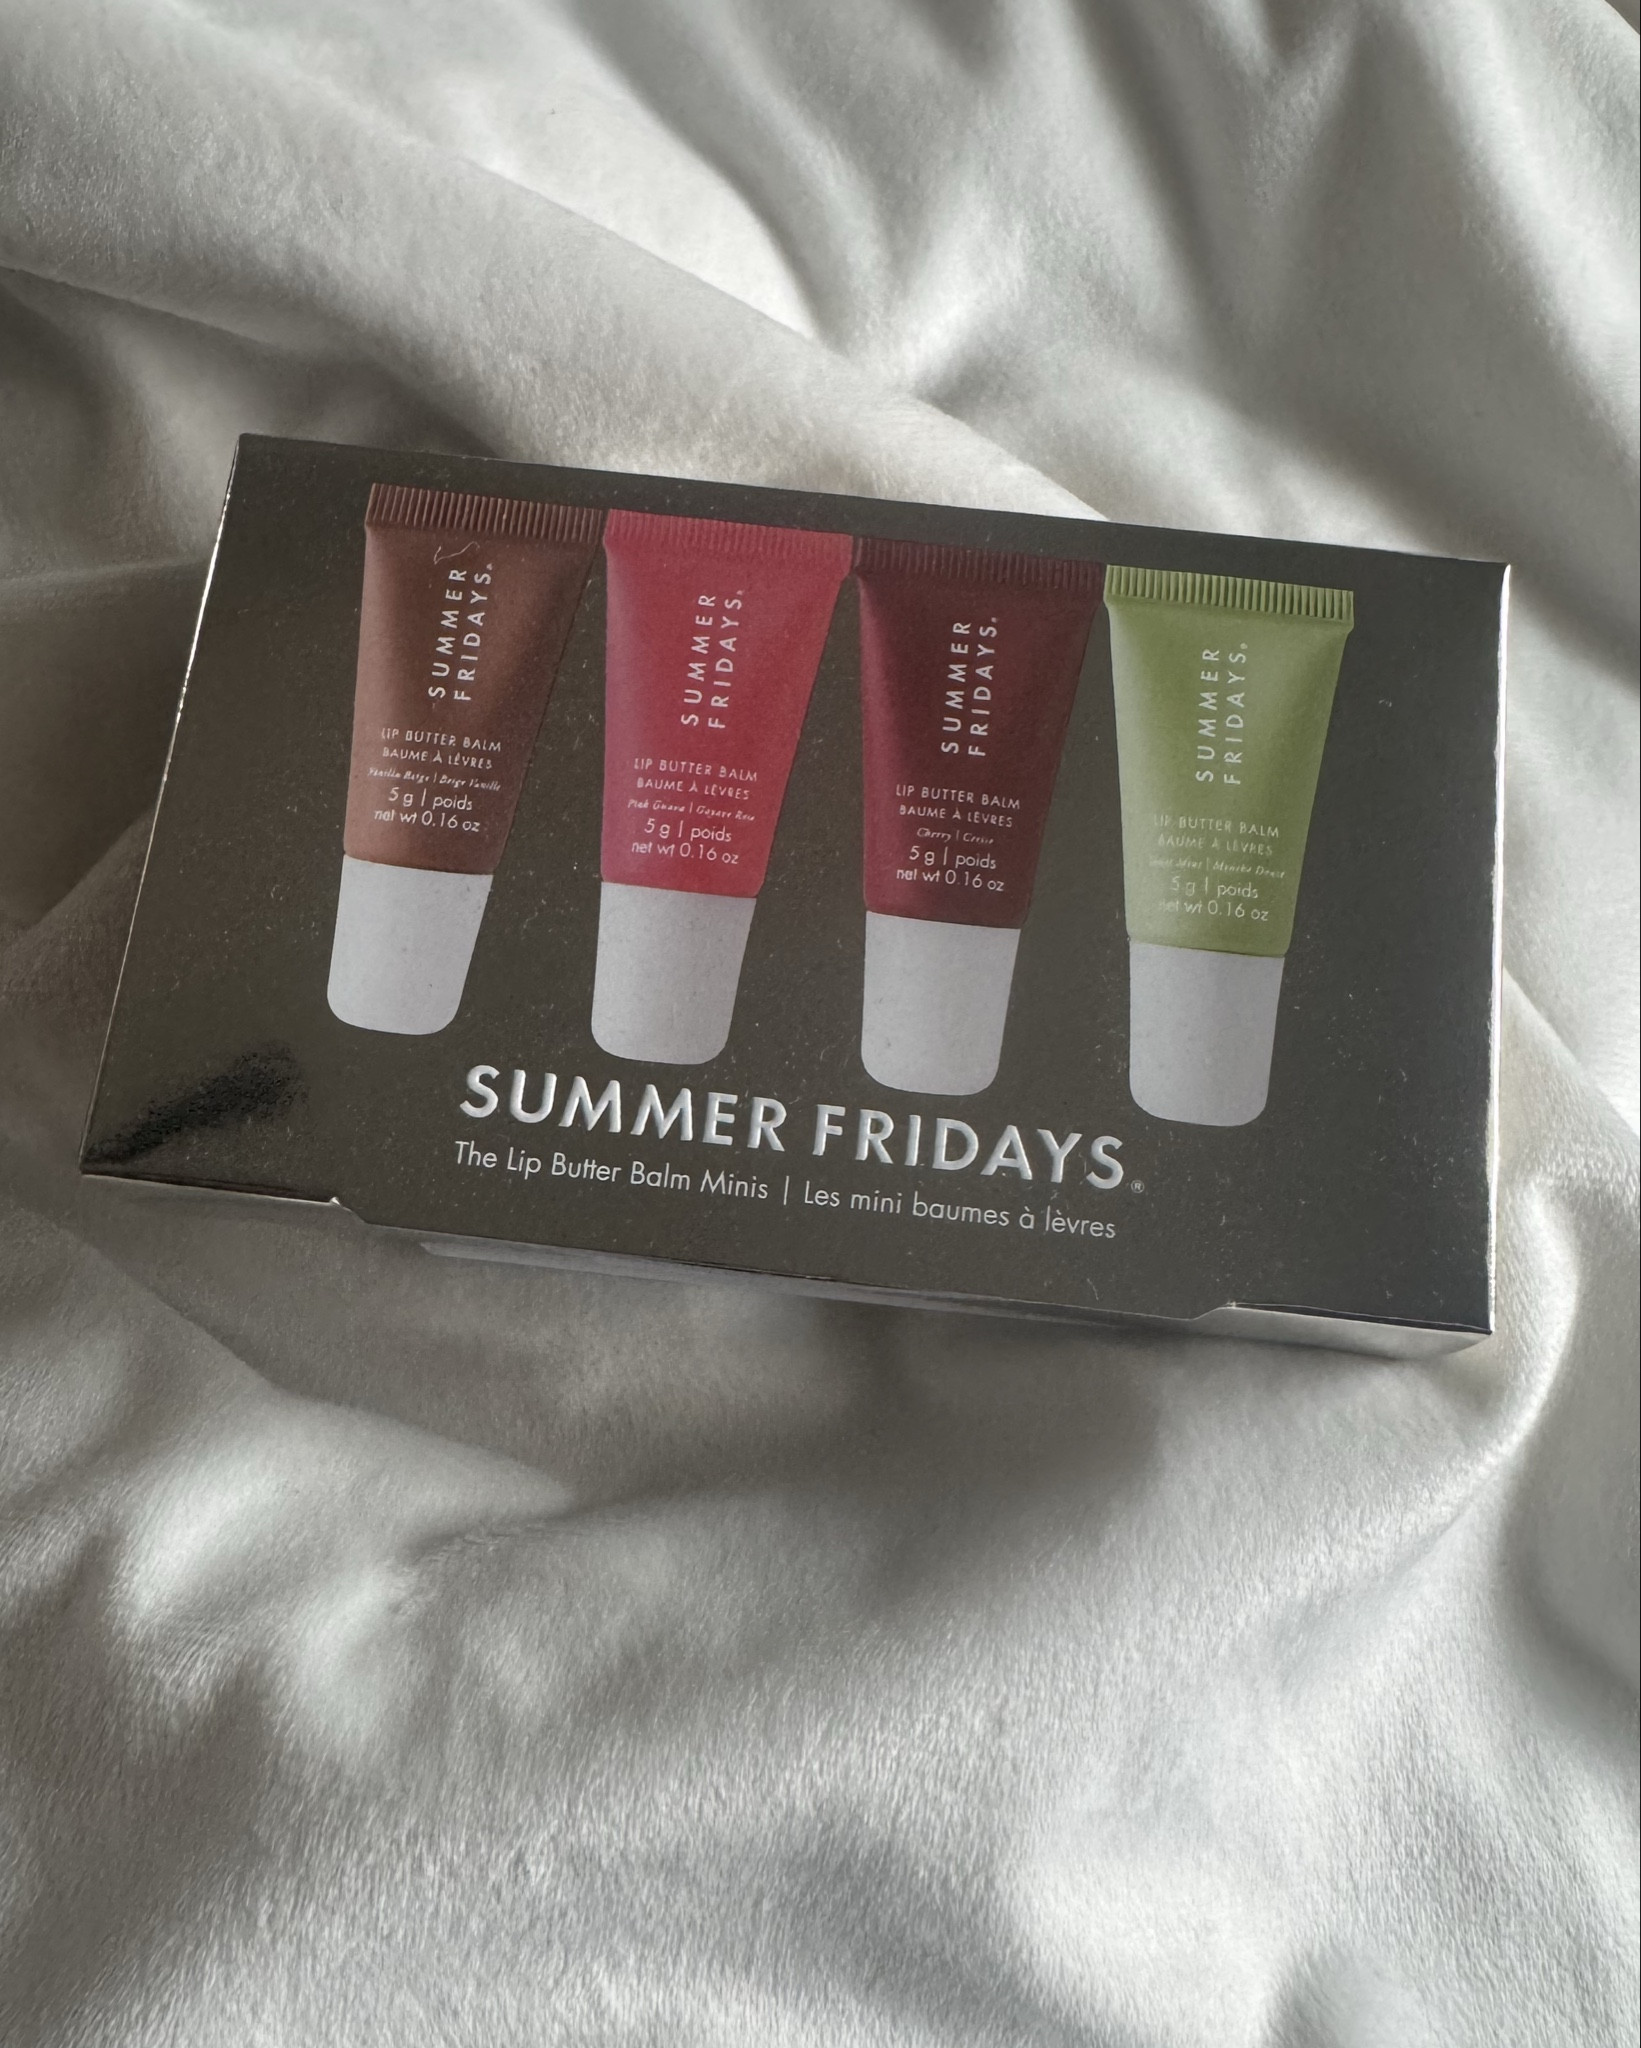 SUMMER
FRIDAYS®
LIP BUTTER BALM
BAUME À LÈVRES
Vanilla Beige | Beige Vanille
5 g | poids
net wt 0.16 oz
SUMMER
FRIDAYS®
LIP BUTTER BALM
BAUME À LÈVRES
Pink Guava | Goyave Rose
5 g | poids
net wt 0.16 oz
SUMMER
FRIDAYS®
LIP BUTTER BALM
BAUME À LÈVRES
Cherry | Cerise
5 g | poids
net wt 0.16 oz
SUMMER
FRIDAYS®
LIP BUTTER BALM
BAUME À LÈVRES
Mint | Menthe Douce
5 g | poids
net wt 0.16 oz
SUMMER FRIDAYS®
The Lip Butter Balm Minis | Les mini baumes à lèvres